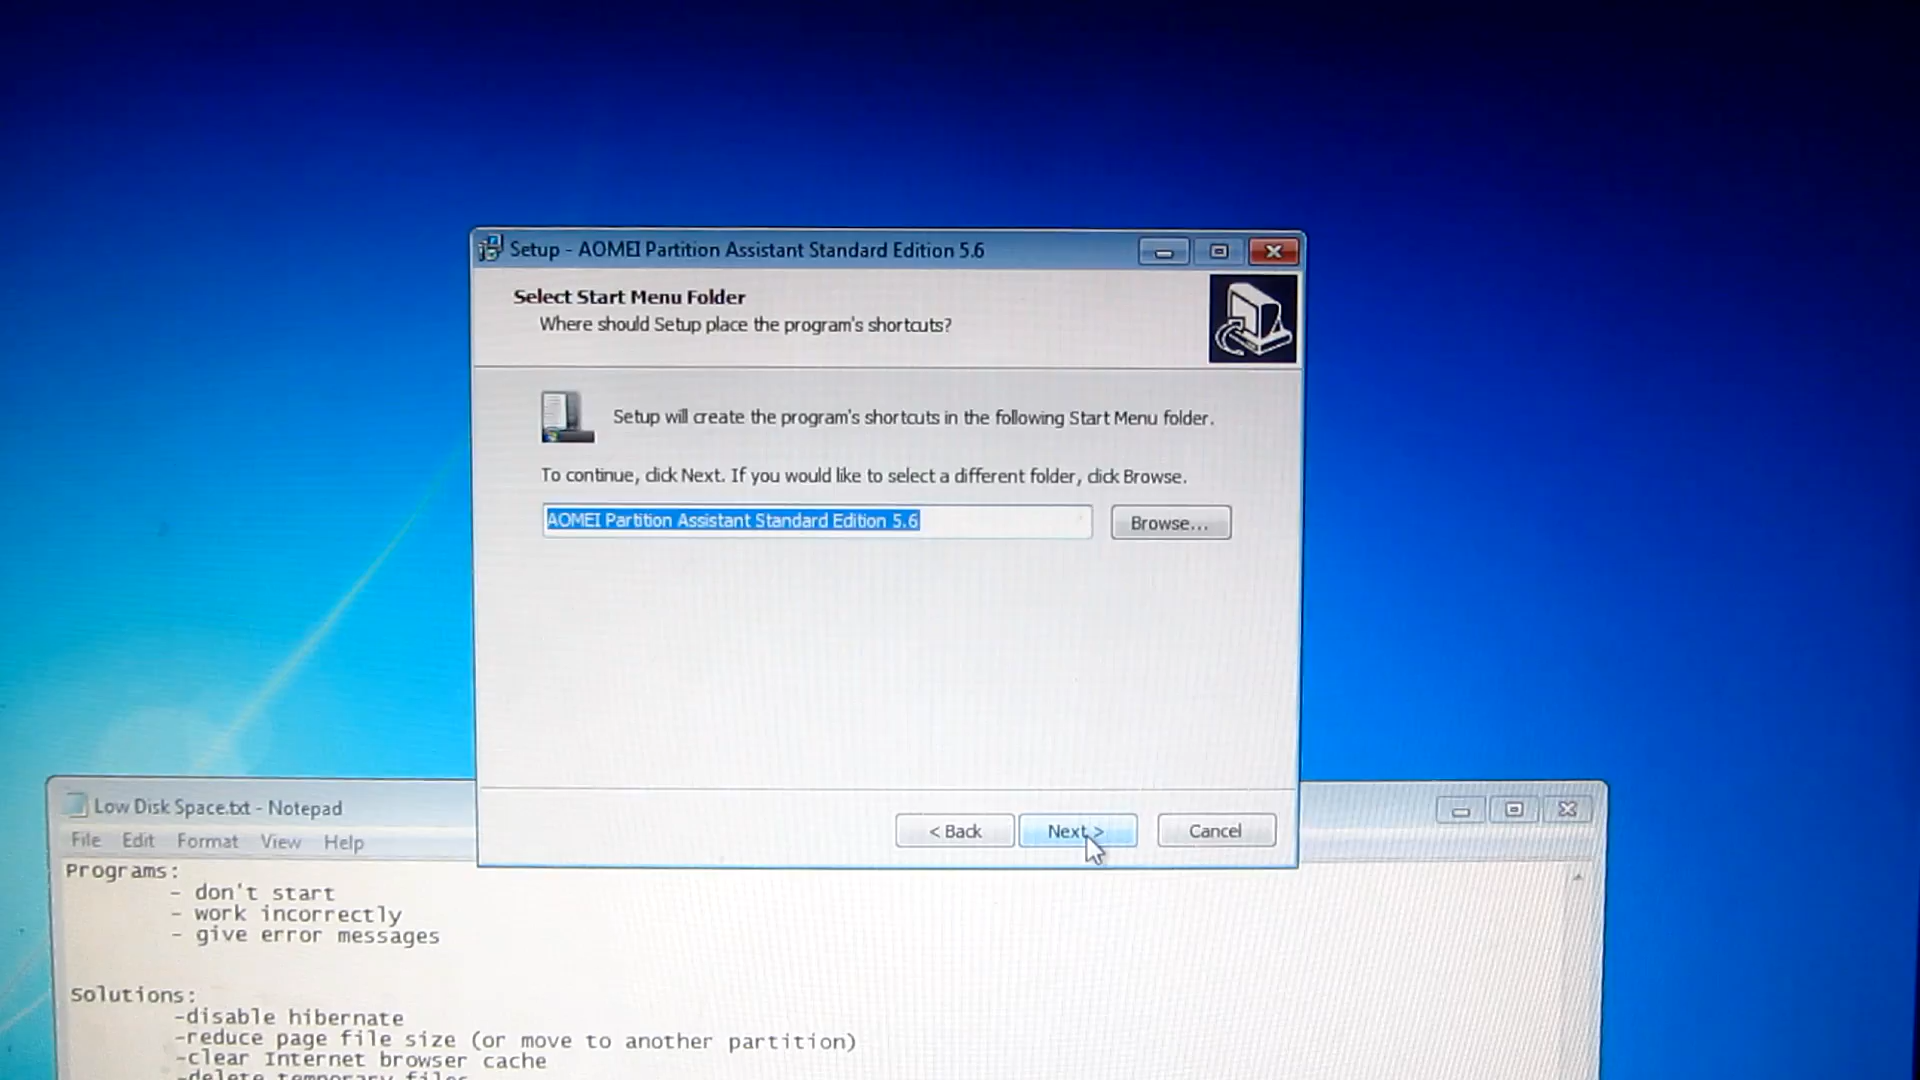 Setup - AOMEI Partition Assistant Standard Edition 5.6
Select Start Menu Folder
Where should Setup place the program's shortcuts?
Setup will create the program's shortcuts in the following Start Menu folder.
To continue, click Next. If you would like to select a different folder, click Browse.
AOMEI Partition Assistant Standard Edition 5.6
Browse...
< Back
Next >
Cancel
Low Disk Space.txt - Notepad
File Edit Format View Help
Programs:
- don't start
- work incorrectly
- give error messages
Solutions:
-disable hibernate
-reduce page file size (or move to another partition)
-clear Internet browser cache
-delete temporary files